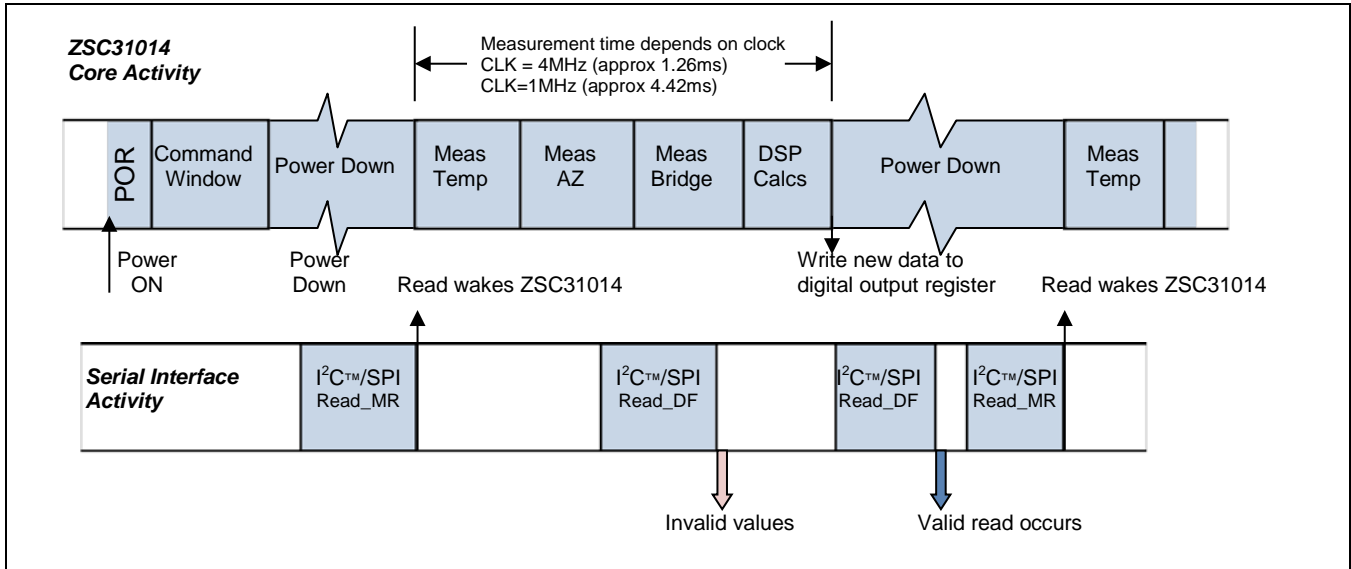 ZSC31014
Core Activity
Measurement time depends on clock
CLK = 4MHz (approx 1.26ms)
CLK=1MHz (approx 4.42ms)
POR
Command
Window
Power Down
Meas
Temp
Meas
AZ
Meas
Bridge
DSP
Calcs
Power Down
Meas
Temp
Power
ON
Power
Down
Read wakes ZSC31014
Write new data to
digital output register
Read wakes ZSC31014
Serial Interface
Activity
I²C™/SPI
Read_MR
I²C™/SPI
Read_DF
I²C™/SPI
Read_DF
I²C™/SPI
Read_MR
Invalid values
Valid read occurs